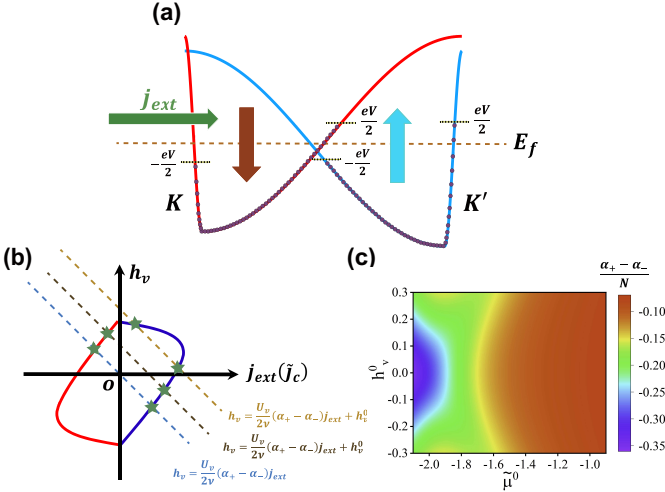 (a)
j_ext
eV/2
eV/2
E_f
-eV/2
-eV/2
K
K'
(b)
h_v
o
j_ext(j̃_c)
h_v = U_v/2ν (α_+ − α_−)j_ext + h_v^0
h_v = U_v/2ν (α_+ − α_−)j_ext + h_v^0
h_v = U_v/2ν (α_+ − α_−)j_ext
(c)
α_+ − α_−/N
h_v^0
0.3
0.2
0.1
0.0
-0.1
-0.2
-0.3
-2.0 -1.8 -1.6 -1.4 -1.2 -1.0
μ̃^0
-0.10
-0.15
-0.20
-0.25
-0.31
-0.36